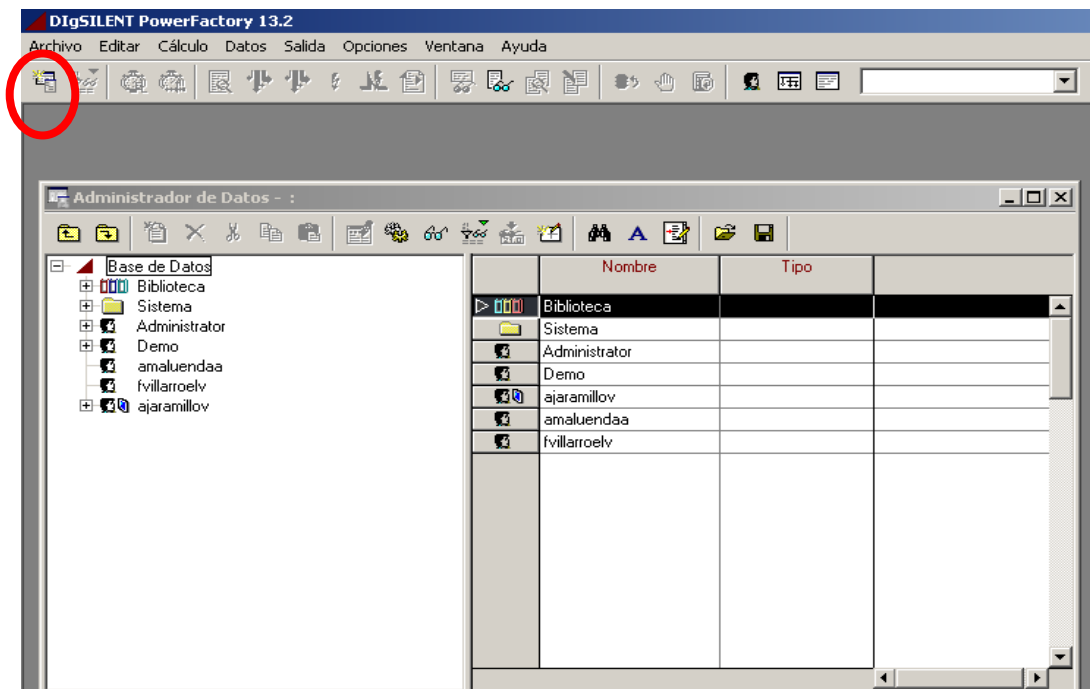 DIgSILENT PowerFactory 13.2
Archivo Editar Cálculo Datos Salida Opciones Ventana Ayuda
Administrador de Datos - :
Base de Datos
Biblioteca
Sistema
Administrator
Demo
amaluendaa
fvillarroelv
ajaramillov
Nombre Tipo
Biblioteca
Sistema
Administrator
Demo
ajaramillov
amaluendaa
fvillarroelv